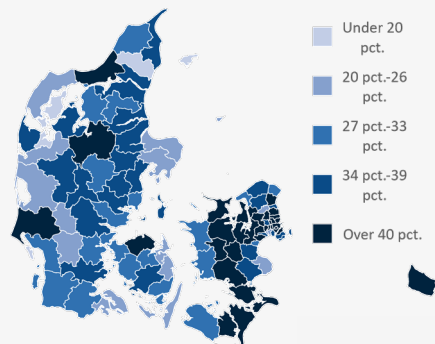 Under 20
pct.
20 pct.-26
pct.
27 pct.-33
pct.
34 pct.-39
pct.
Over 40 pct.